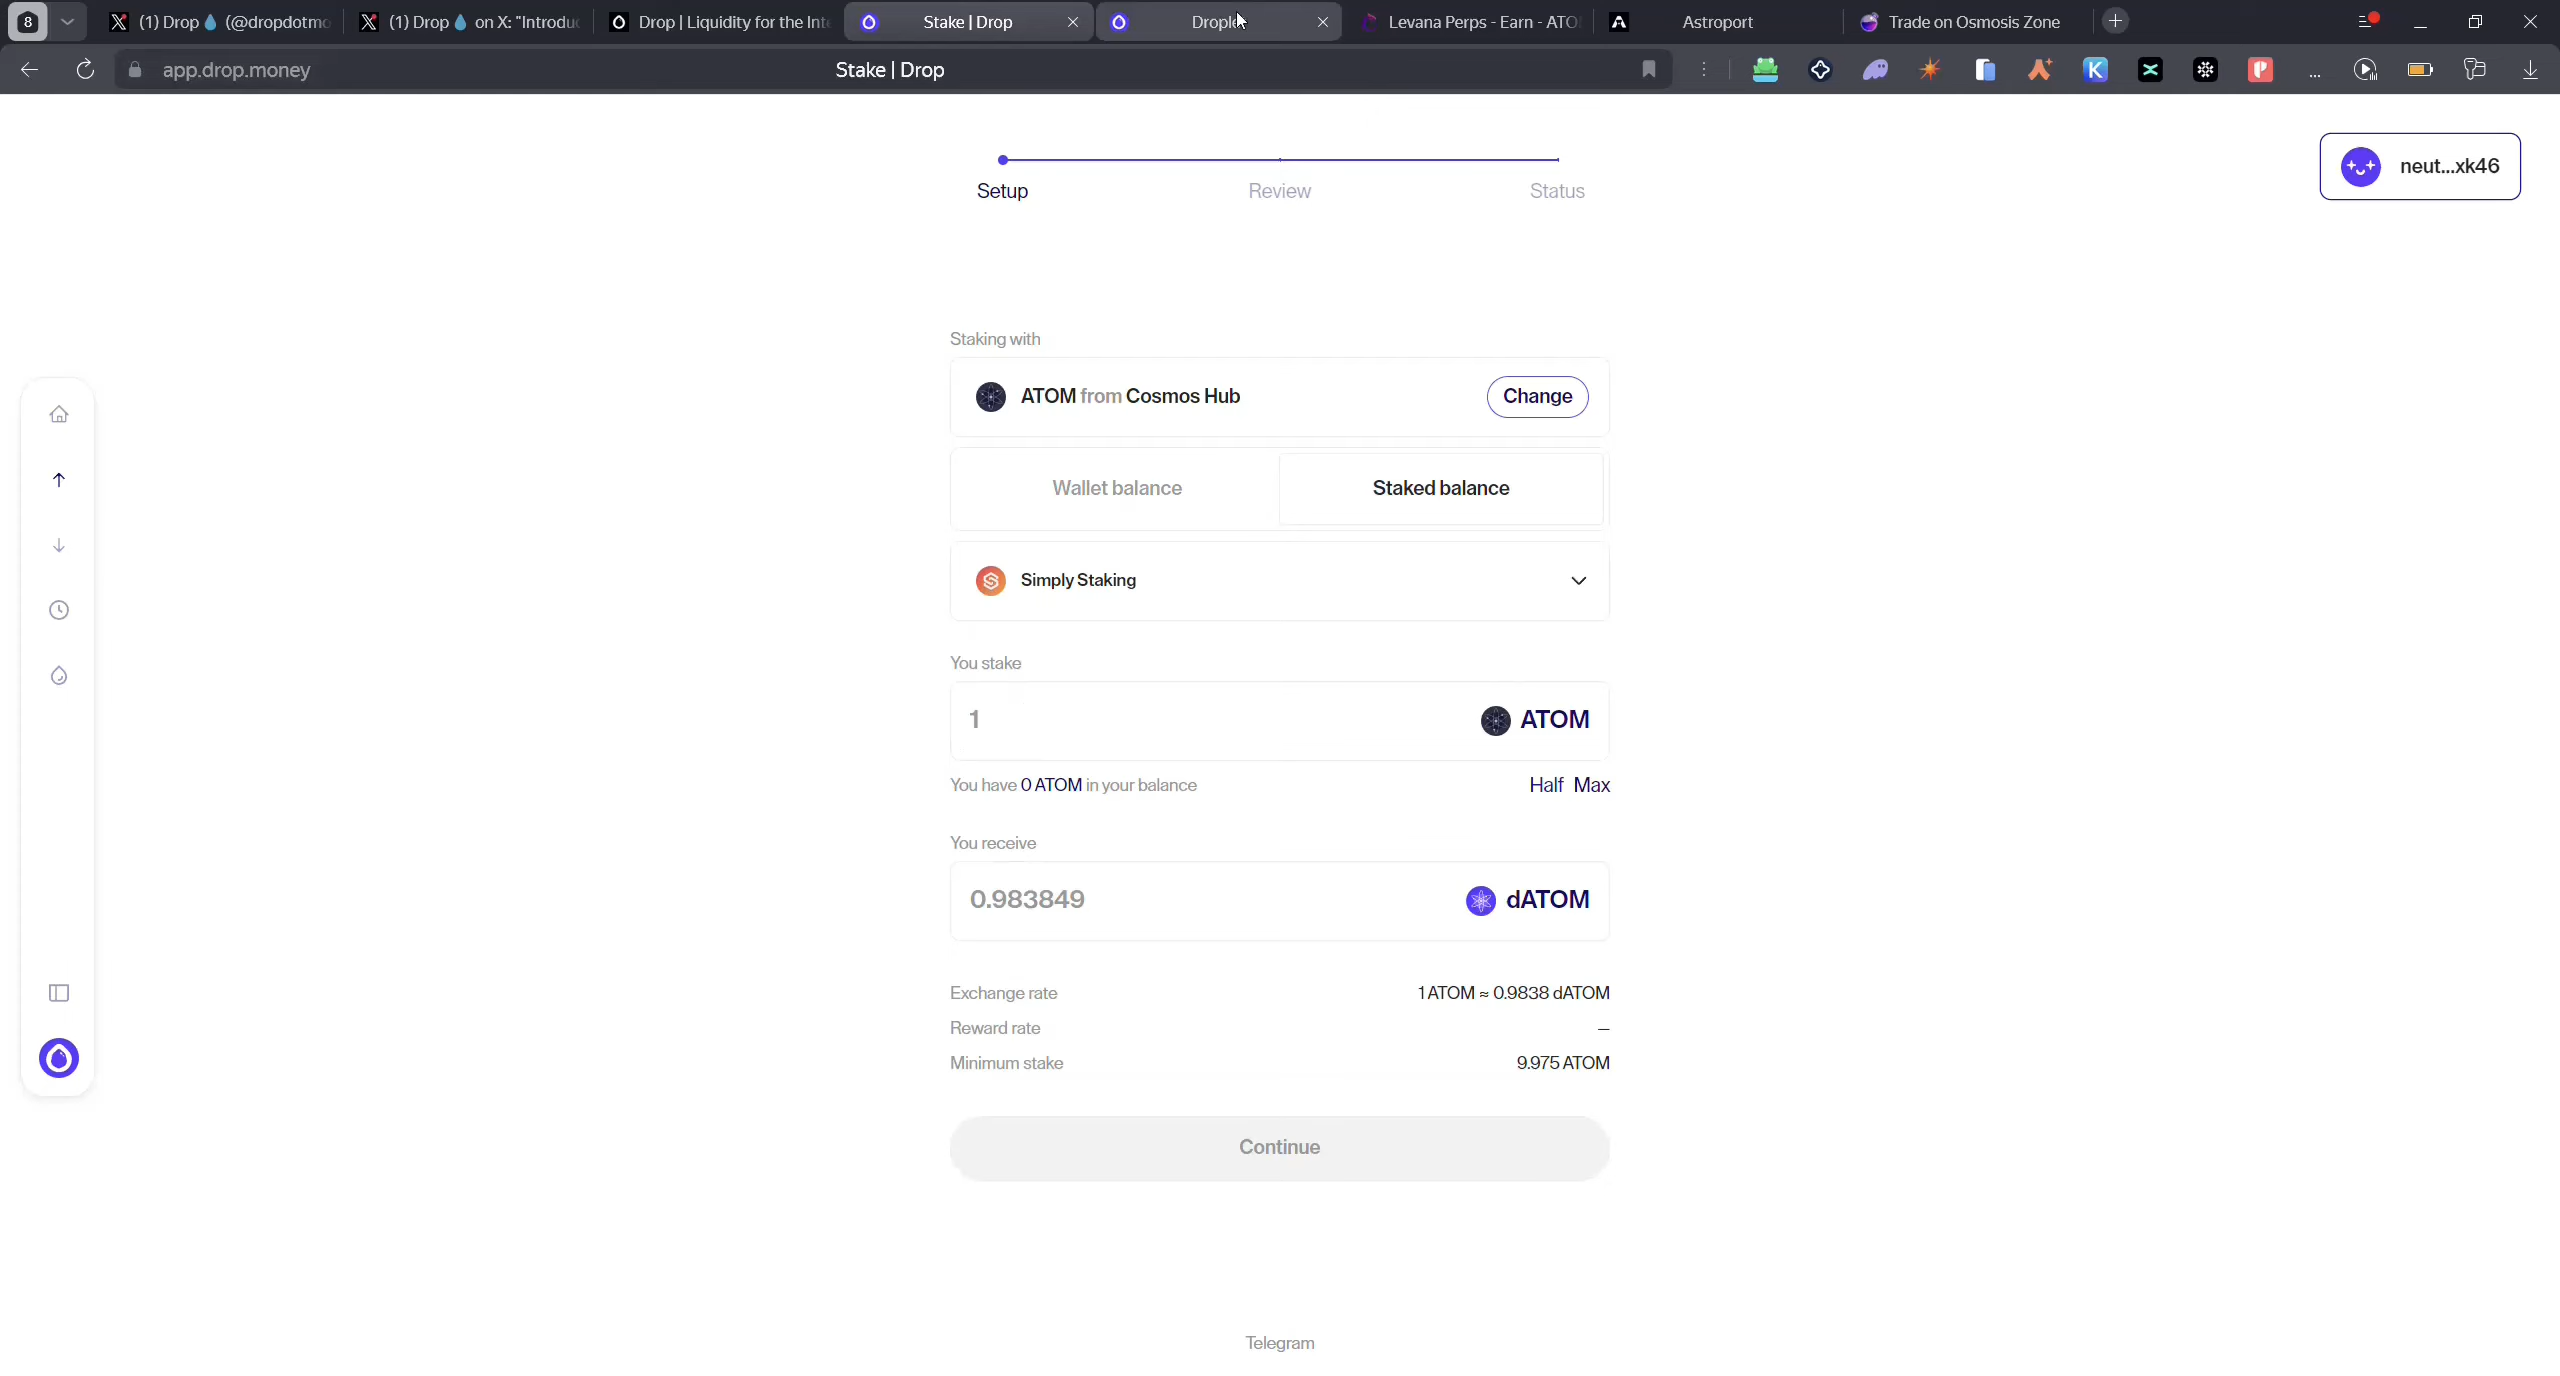 8
(1) Drop💧 (@dropdotmo
(1) Drop💧 on X: "Introdu
Drop | Liquidity for the Int
Stake | Drop
Levana Perps - Earn - ATO
Astroport
Trade on Osmosis Zone
app.drop.money
Stake | Drop
neut...xk46
Setup
Review
Status
Staking with
ATOM from Cosmos Hub
Change
Wallet balance
Staked balance
Simply Staking
You stake
1
ATOM
You have 0 ATOM in your balance
Half Max
You receive
0.983849
dATOM
Exchange rate
1 ATOM ≈ 0.9838 dATOM
Reward rate
–
Minimum stake
9.975 ATOM
Continue
Telegram